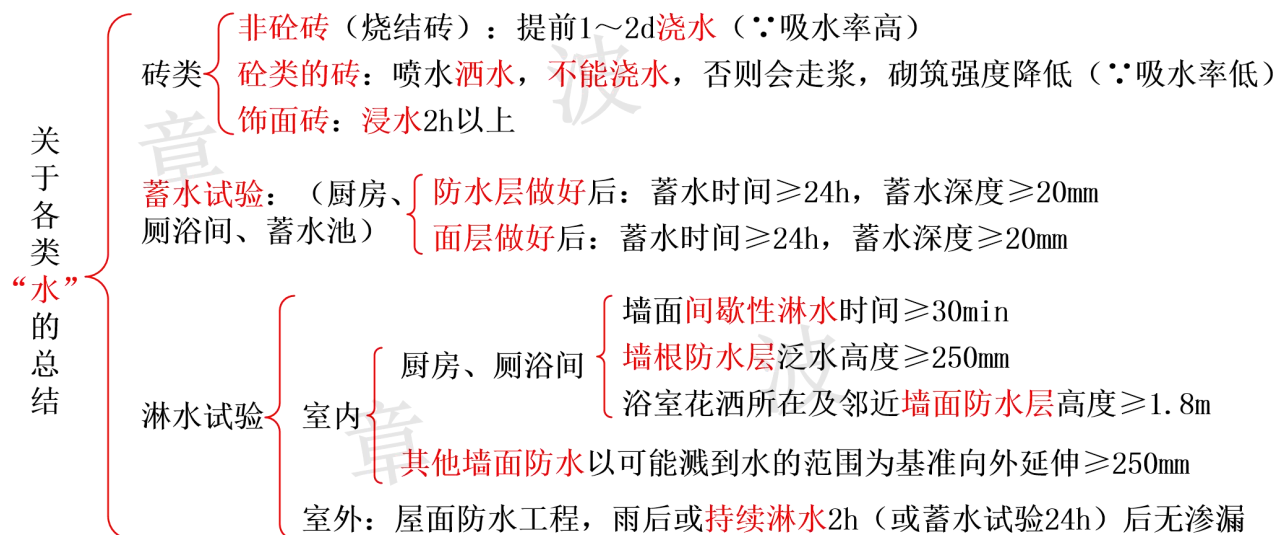 关于各类“水”的总结
砖类
非砼砖（烧结砖）：提前1～2d浇水（∵吸水率高）
砼类的砖：喷水洒水，不能浇水，否则会走浆，砌筑强度降低（∵吸水率低）
饰面砖：浸水2h以上
蓄水试验：（厨房、
厕浴间、蓄水池）
防水层做好后：蓄水时间≥24h，蓄水深度≥20mm
面层做好后：蓄水时间≥24h，蓄水深度≥20mm
淋水试验
室内
厨房、厕浴间
墙面间歇性淋水时间≥30min
墙根防水层泛水高度≥250mm
浴室花洒所在及邻近墙面防水层高度≥1.8m
其他墙面防水以可能溅到水的范围为基准向外延伸≥250mm
室外：屋面防水工程，雨后或持续淋水2h（或蓄水试验24h）后无渗漏
章
波
章
波